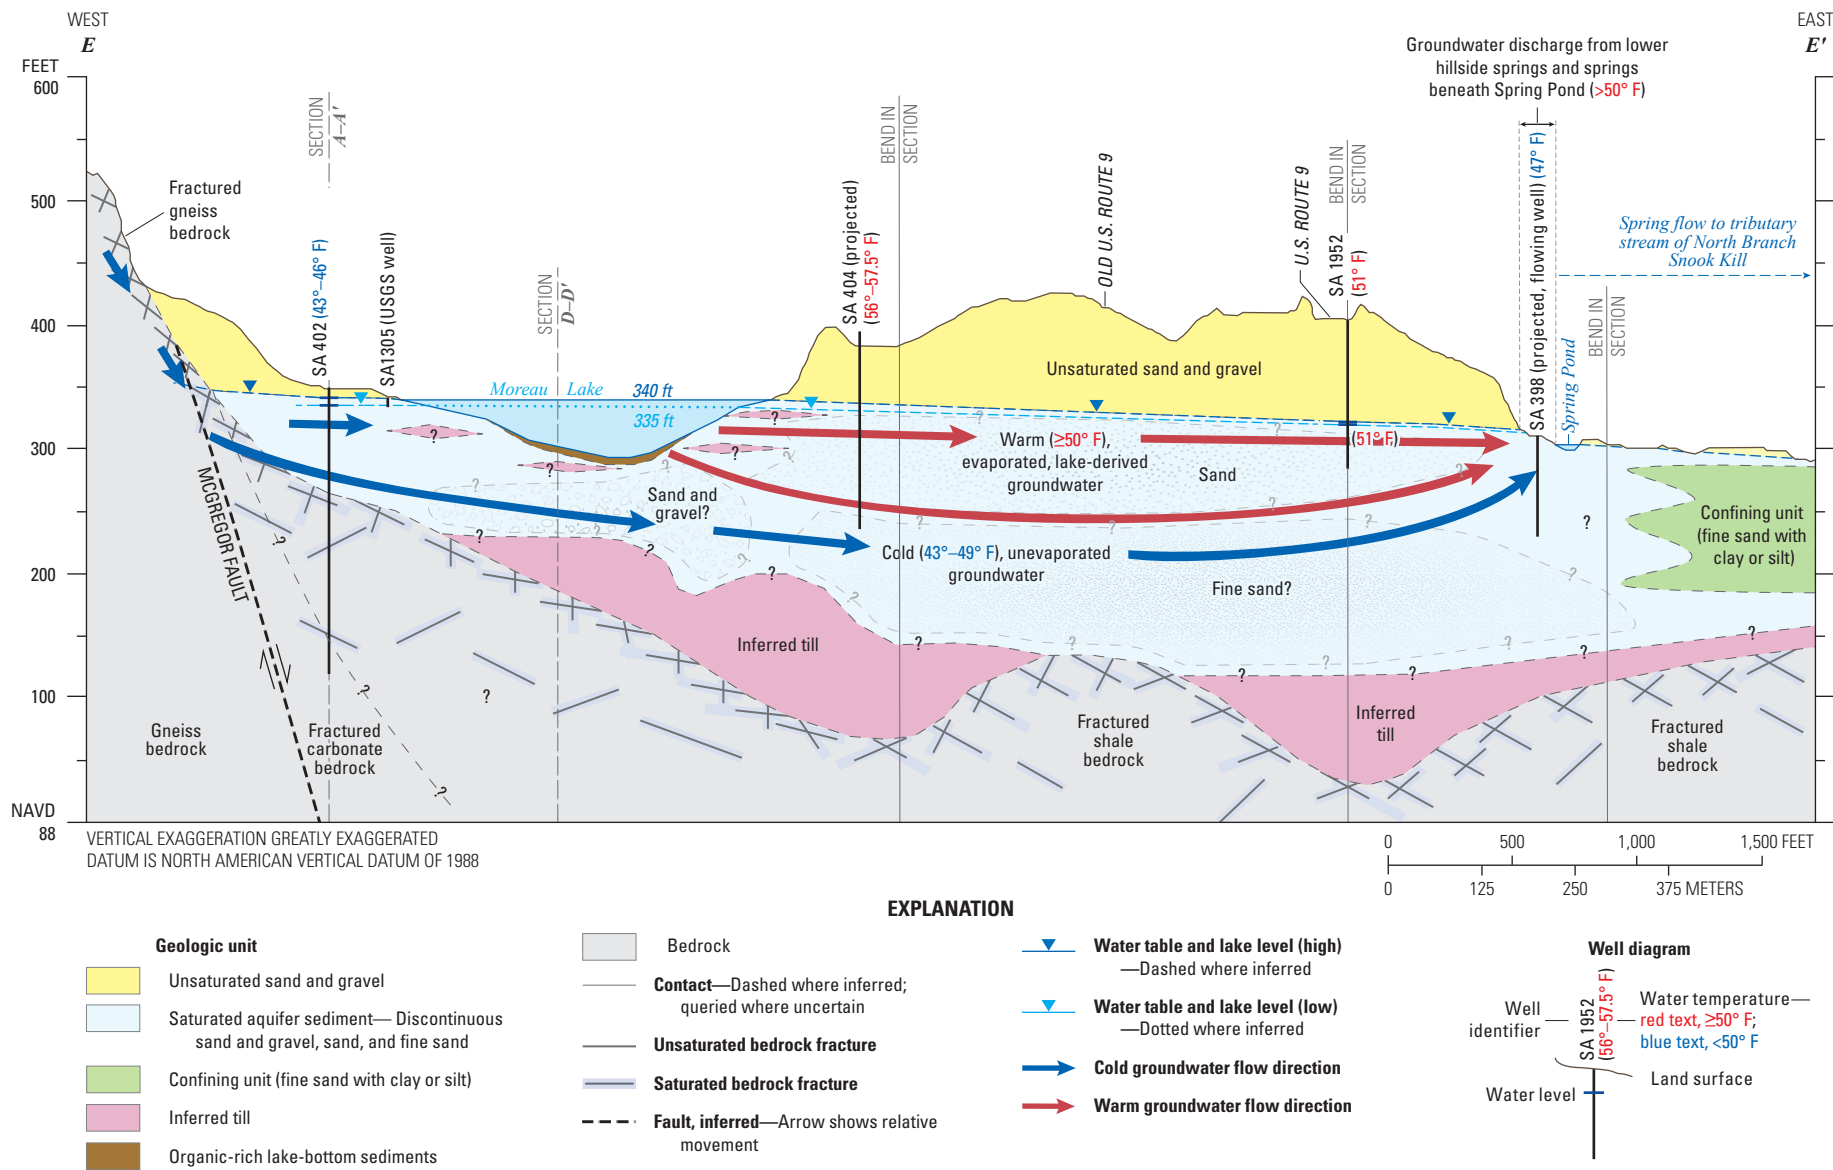 WEST
E
EAST
E'
FEET
600
500
400
300
200
100
NAVD
88
Fractured
gneiss
bedrock
SECTION
A–A'
SA 402 (43°–46° F)
SA1305 (USGS well)
SECTION
D–D'
Moreau Lake
340 ft
335 ft
SA 404 (projected)
(56°–57.5° F)
BEND IN
SECTION
OLD U.S. ROUTE 9
U.S. ROUTE 9
SA 1952
(51° F)
BEND IN
SECTION
Groundwater discharge from lower
hillside springs and springs
beneath Spring Pond (>50° F)
SA 398 (projected, flowing well) (47° F)
Spring Pond
BEND IN
SECTION
Spring flow to tributary
stream of North Branch
Snook Kill
Unsaturated sand and gravel
Warm (≥50° F),
evaporated, lake-derived
groundwater
(51° F)
Sand
Sand and
gravel?
Cold (43°–49° F), unevaporated
groundwater
Fine sand?
Confining unit
(fine sand with
clay or silt)
MCGREGOR FAULT
Inferred till
Inferred
till
Gneiss
bedrock
Fractured
carbonate
bedrock
Fractured
shale
bedrock
Fractured
shale
bedrock
? ? ? ? ? ? ? ? ? ? ? ? ? ? ? ? ? ? ? ? ? ? ? ? ? ? ? ? ? ? ? ? ? ? ?
VERTICAL EXAGGERATION GREATLY EXAGGERATED
DATUM IS NORTH AMERICAN VERTICAL DATUM OF 1988
0 500 1,000 1,500 FEET
0 125 250 375 METERS
EXPLANATION
Geologic unit
Unsaturated sand and gravel
Saturated aquifer sediment— Discontinuous
sand and gravel, sand, and fine sand
Confining unit (fine sand with clay or silt)
Inferred till
Organic-rich lake-bottom sediments
Bedrock
Contact—Dashed where inferred;
queried where uncertain
Unsaturated bedrock fracture
Saturated bedrock fracture
Fault, inferred—Arrow shows relative
movement
Water table and lake level (high)
—Dashed where inferred
Water table and lake level (low)
—Dotted where inferred
Cold groundwater flow direction
Warm groundwater flow direction
Well diagram
Well
identifier
SA 1952
(56°–57.5° F)
Water temperature—
red text, ≥50° F;
blue text, <50° F
Land surface
Water level